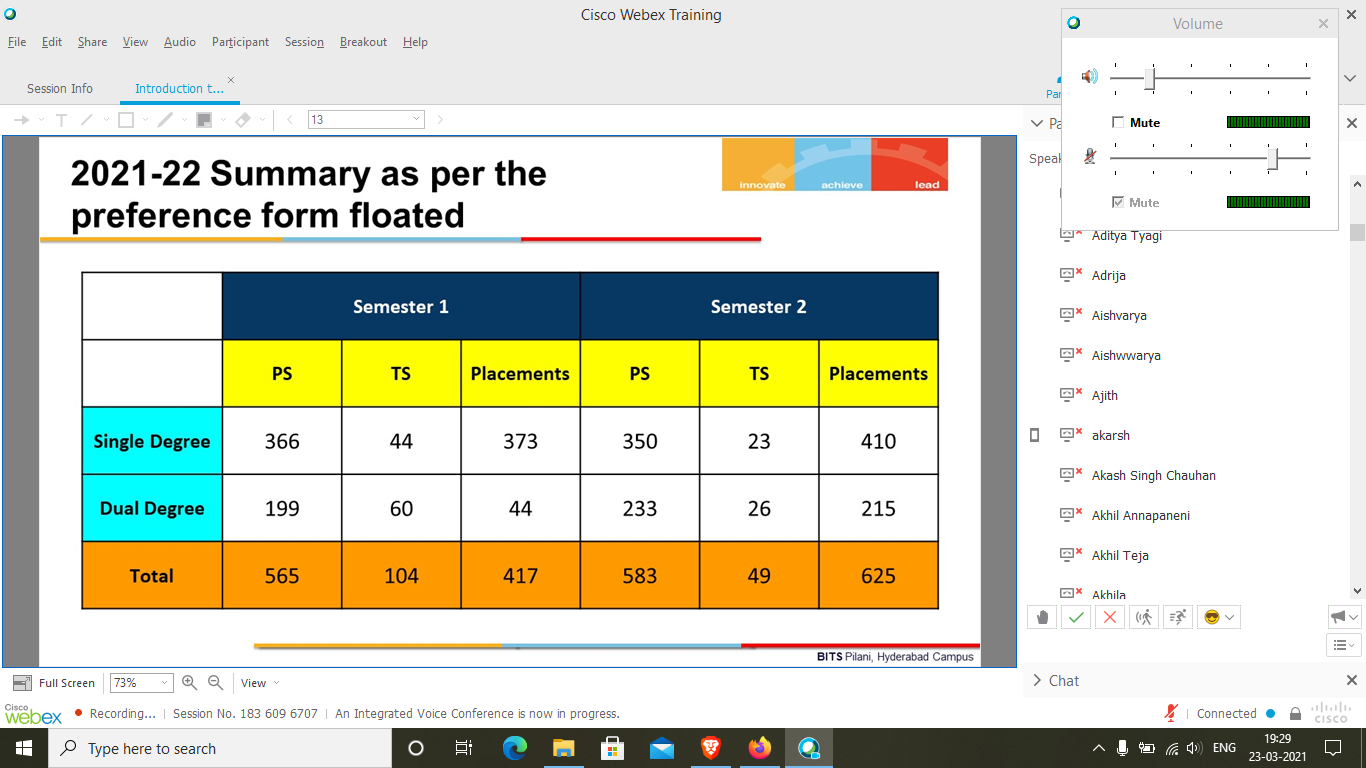 Cisco Webex Training
File Edit Share View Audio Participant Session Breakout Help
Volume
Session Info
Introduction t...
Mute
Mute
13
2021-22 Summary as per the
preference form floated
innovate achieve lead
Semester 1 Semester 2
PS TS Placements PS TS Placements
Single Degree 366 44 373 350 23 410
Dual Degree 199 60 44 233 26 215
Total 565 104 417 583 49 625
BITS Pilani, Hyderabad Campus
Aditya Tyagi
Adrija
Aishvarya
Aishwwarya
Ajith
akarsh
Akash Singh Chauhan
Akhil Annapaneni
Akhil Teja
Akhila
Chat
Full Screen 73% View
Cisco
webex Recording... Session No. 183 609 6707 An Integrated Voice Conference is now in progress.
Connected
cisco
Type here to search
ENG
19:29
23-03-2021